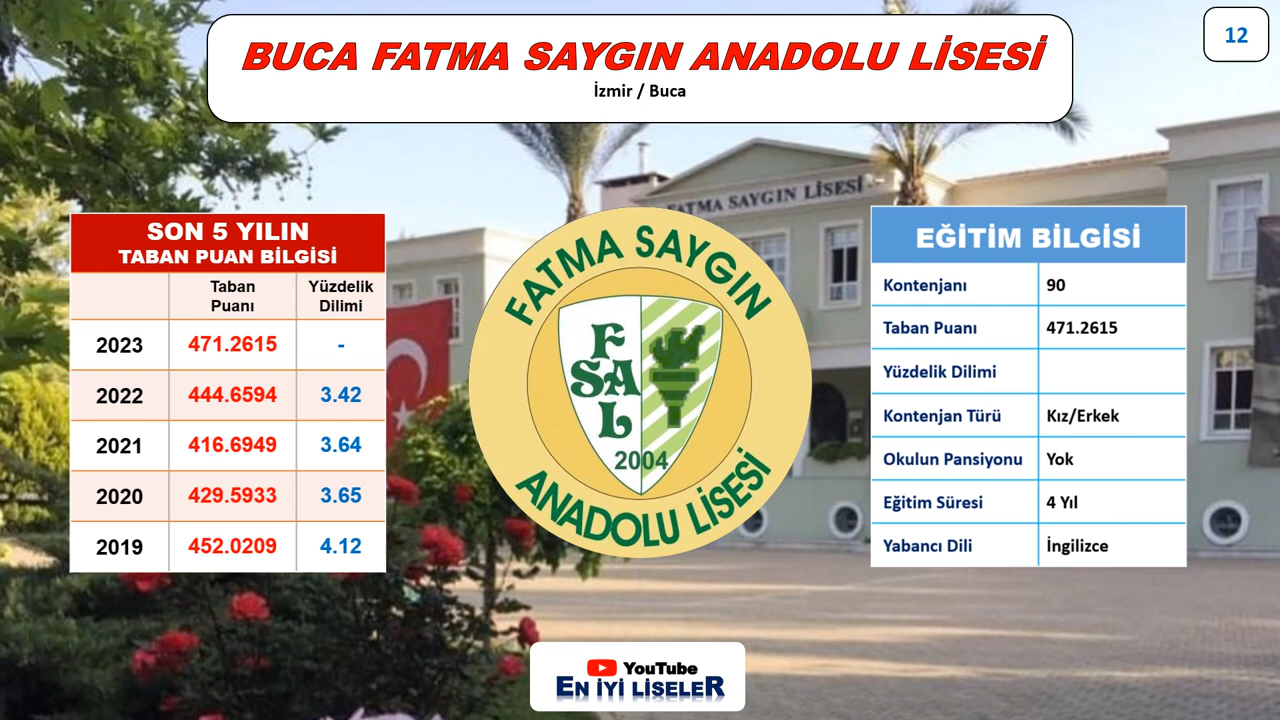 BUCA FATMA SAYGIN ANADOLU LİSESİ
İzmir / Buca
12
FATMA SAYGIN LİSESİ
SON 5 YILIN
TABAN PUAN BİLGİSİ
Taban Puanı Yüzdelik Dilimi
2023 471.2615 -
2022 444.6594 3.42
2021 416.6949 3.64
2020 429.5933 3.65
2019 452.0209 4.12
FATMA SAYGIN
FSAL
2004
ANADOLU LİSESİ
EĞİTİM BİLGİSİ
Kontenjanı 90
Taban Puanı 471.2615
Yüzdelik Dilimi
Kontenjan Türü Kız/Erkek
Okulun Pansiyonu Yok
Eğitim Süresi 4 Yıl
Yabancı Dili İngilizce
YouTube
EN İYİ LİSELER